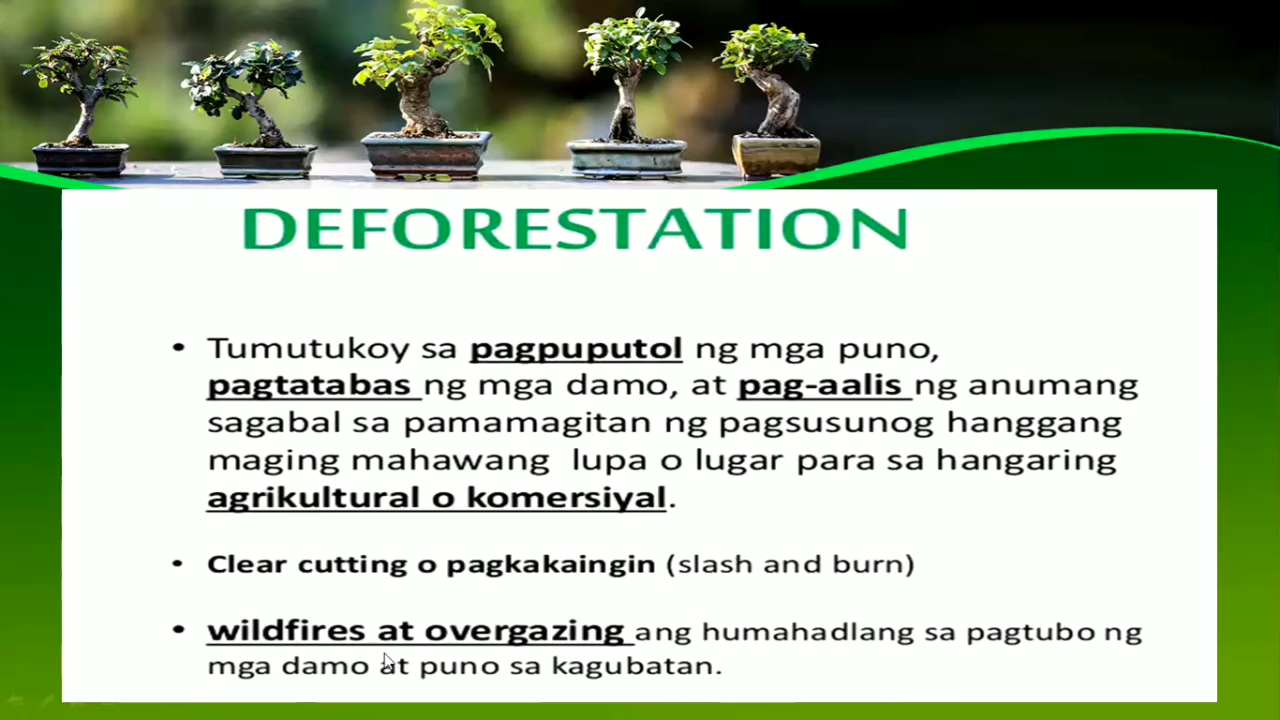 DEFORESTATION
• Tumutukoy sa pagpuputol ng mga puno,
pagtatabas ng mga damo, at pag-aalis ng anumang
sagabal sa pamamagitan ng pagsusunog hanggang
maging mahawang lupa o lugar para sa hangaring
agrikultural o komersiyal.
• Clear cutting o pagkakaingin (slash and burn)
• wildfires at overgazing ang humahadlang sa pagtubo ng
mga damo at puno sa kagubatan.